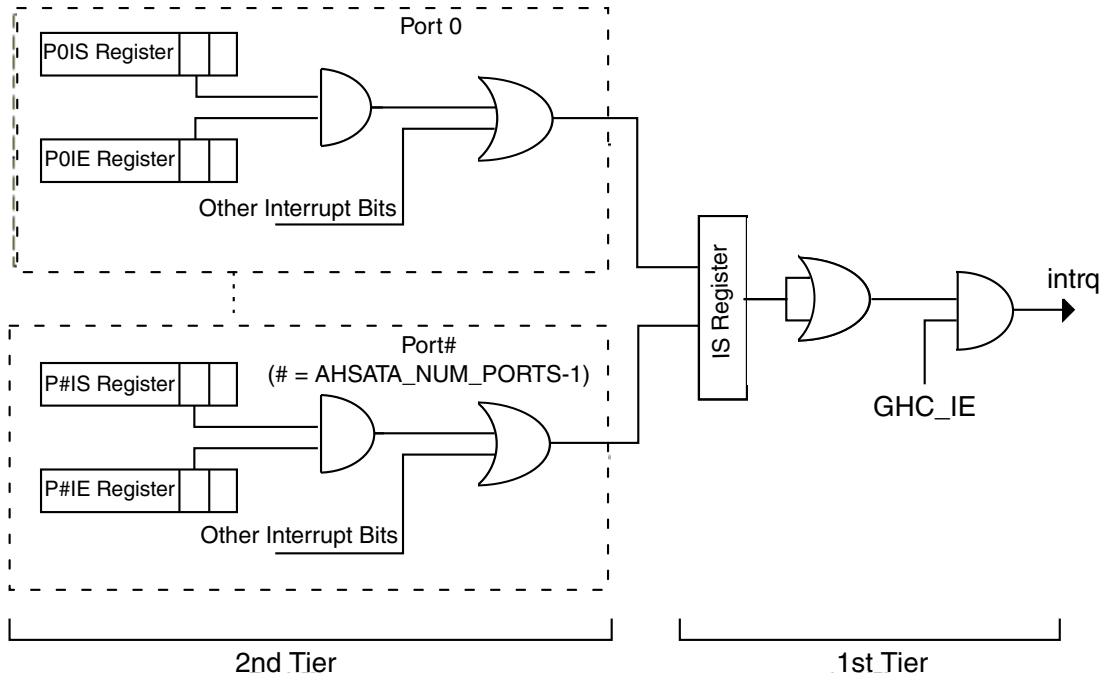 Port 0
P0IS Register
P0IE Register
Other Interrupt Bits
IS Register
intrq
GHC_IE
Port#
(# = AHSATA_NUM_PORTS-1)
P#IS Register
P#IE Register
Other Interrupt Bits
2nd Tier
1st Tier